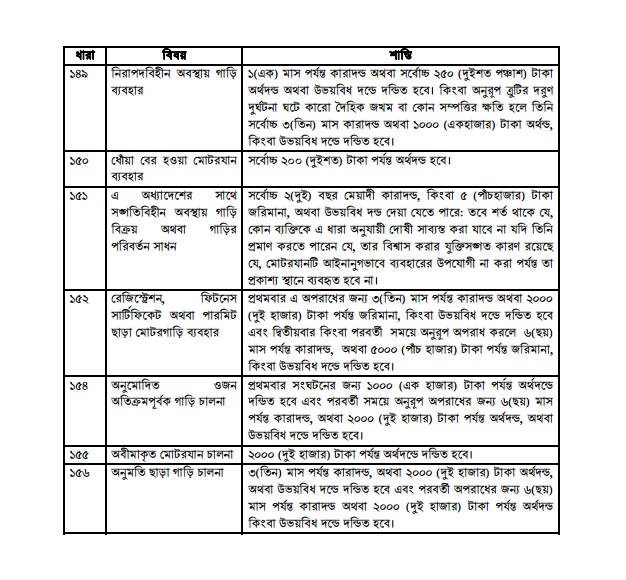 ধারা বিষয় শাস্তি
১৪৯ নিরাপদবিহীন অবস্থায় গাড়ি ব্যবহার
১(এক) মাস পর্যন্ত কারাদন্ড অথবা সর্বোচ্চ ২৫০ (দুইশত পঞ্চাশ) টাকা
অর্থদন্ড অথবা উভয়বিধ দন্ডে দন্ডিত হবে। কিংবা অনুরূপ ত্রুটির দরুণ
দুর্ঘটনা ঘটে কারো দৈহিক জখম বা কোন সম্পত্তির ক্ষতি হলে তিনি
সর্বোচ্চ ৩(তিন) মাস কারাদন্ড অথবা ১০০০ (একহাজার) টাকা অর্থন্ড,
কিংবা উভয়বিধ দন্ডে দন্ডিত হবে।
১৫০ ধোঁয়া বের হওয়া মোটরযান
ব্যবহার
সর্বোচ্চ ২০০ (দুইশত) টাকা পর্যন্ত অর্থদন্ড হবে।
১৫১ এ অধ্যাদেশের সাথে
সঙ্গতিবিহীন অবস্থায় গাড়ি
বিক্রয় অথবা গাড়ির
পরিবর্তন সাধন
সর্বোচ্চ ২(দুই) বছর মেয়াদী কারাদন্ড, কিংবা ৫ (পাঁচহাজার) টাকা
জরিমানা, অথবা উভয়বিধ দন্ড দেয়া যেতে পারে: তবে শর্ত থাকে যে,
কোন ব্যক্তিকে এ ধারা অনুযায়ী দোষী সাব্যস্ত করা যাবে না যদি তিনি
প্রমাণ করতে পারেন যে, তার বিশ্বাস করার যুক্তিসঙ্গত কারণ রয়েছে
যে, মোটরযানটি আইনানুগভাবে ব্যবহারের উপযোগী না করা পর্যন্ত তা
প্রকাশ্য স্থানে ব্যবহৃত হবে না।
১৫২ রেজিস্ট্রেশন, ফিটনেস
সার্টিফিকেট অথবা পারমিট
ছাড়া মোটরগাড়ি ব্যবহার
প্রথমবার এ অপরাধের জন্য ৩(তিন) মাস পর্যন্ত কারাদন্ড অথবা ২০০০
(দুই হাজার) টাকা পর্যন্ত জরিমানা, কিংবা উভয়বিধ দন্ডে দন্ডিত হবে
এবং দ্বিতীয়বার কিংবা পরবর্তী সময়ে অনুরূপ অপরাধ করলে ৬(ছয়)
মাস পর্যন্ত কারাদন্ড, অথবা ৫০০০ (পাঁচ হাজার) টাকা পর্যন্ত জরিমানা,
কিংবা উভয়বিধ দন্ডে দন্ডিত হবে।
১৫৪ অনুমোদিত ওজন
অতিক্রমপূর্বক গাড়ি চালনা
প্রথমবার সংঘটনের জন্য ১০০০ (এক হাজার) টাকা পর্যন্ত অর্থদন্ডে
দন্ডিত হবে এবং পরবর্তী সময়ে অনুরূপ অপরাধের জন্য ৬(ছয়) মাস
পর্যন্ত কারাদন্ড, অথবা ২০০০ (দুই হাজার) টাকা পর্যন্ত অর্থদন্ড, অথবা
উভয়বিধ দন্ডে দন্ডিত হবে।
১৫৫ অবীমাকৃত মোটরযান চালনা ২০০০ (দুই হাজার) টাকা পর্যন্ত অর্থদন্ডে দন্ডিত হবে।
১৫৬ অনুমতি ছাড়া গাড়ি চালনা
৩(তিন) মাস পর্যন্ত কারাদন্ড, অথবা ২০০০ (দুই হাজার) টাকা অর্থদন্ড,
অথবা উভয়বিধ দন্ডে দন্ডিত হবে এবং পরবর্তী অপরাধের জন্য ৬(ছয়)
মাস পর্যন্ত কারাদন্ড অথবা ২০০০ (দুই হাজার) টাকা পর্যন্ত অর্থদন্ড
কিংবা উভয়বিধ দন্ডে দন্ডিত হবে।